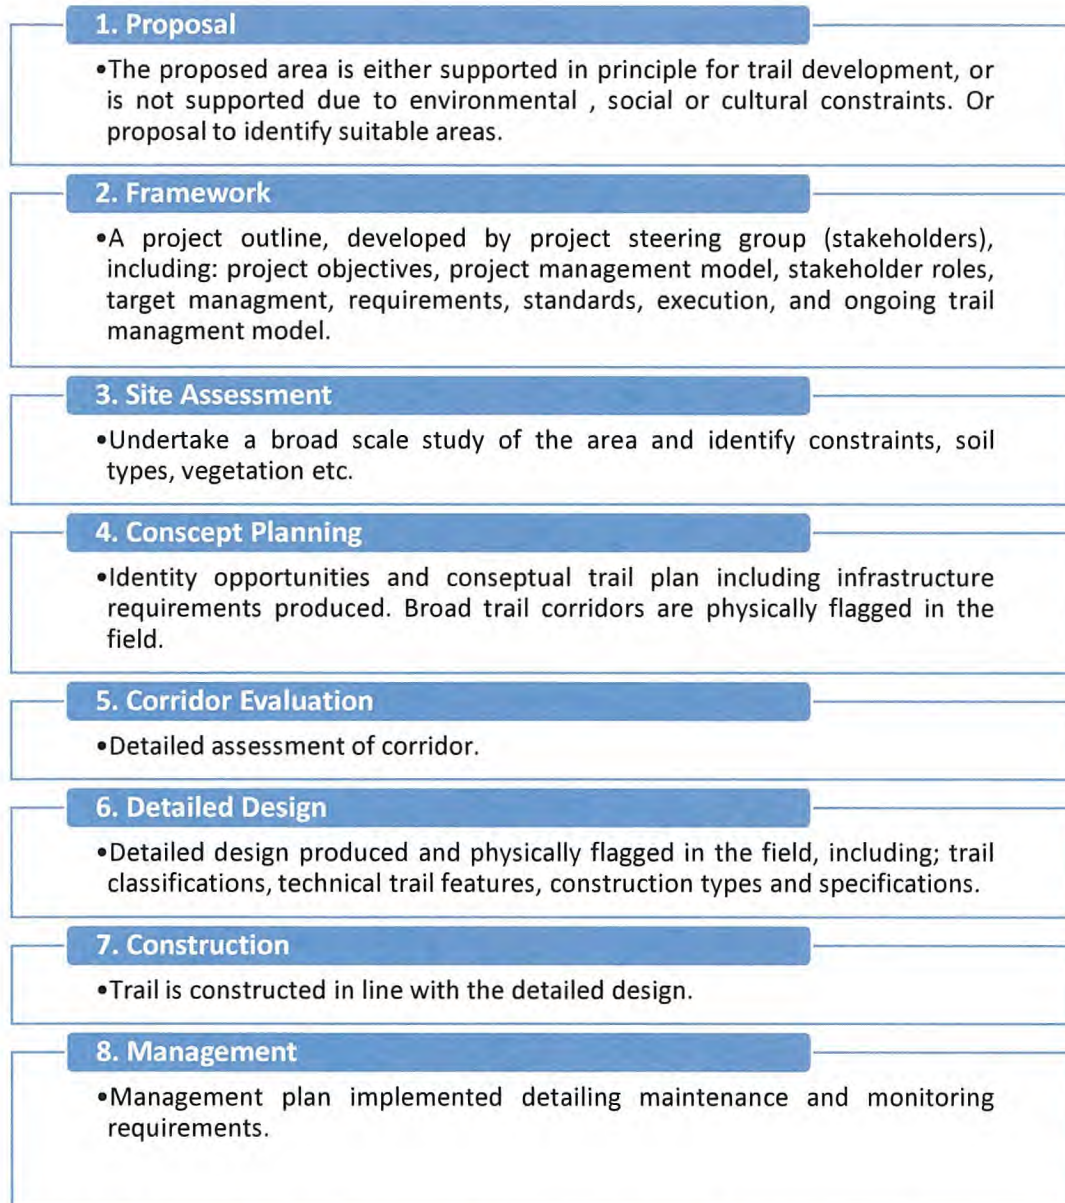 1. Proposal
•The proposed area is either supported in principle for trail development, or
is not supported due to environmental , social or cultural constraints. Or
proposal to identify suitable areas.
2. Framework
•A project outline, developed by project steering group (stakeholders),
including: project objectives, project management model, stakeholder roles,
target managment, requirements, standards, execution, and ongoing trail
managment model.
3. Site Assessment
•Undertake a broad scale study of the area and identify constraints, soil
types, vegetation etc.
4. Conscept Planning
•Identity opportunities and conseptual trail plan including infrastructure
requirements produced. Broad trail corridors are physically flagged in the
field.
5. Corridor Evaluation
•Detailed assessment of corridor.
6. Detailed Design
•Detailed design produced and physically flagged in the field, including; trail
classifications, technical trail features, construction types and specifications.
7. Construction
•Trail is constructed in line with the detailed design.
8. Management
•Management plan implemented detailing maintenance and monitoring
requirements.